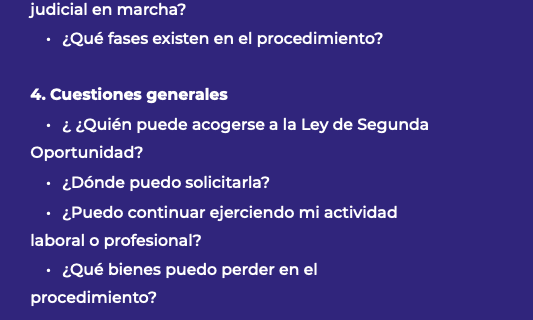 judicial en marcha?
• ¿Qué fases existen en el procedimiento?
4. Cuestiones generales
• ¿ ¿Quién puede acogerse a la Ley de Segunda
Oportunidad?
• ¿Dónde puedo solicitarla?
• ¿Puedo continuar ejerciendo mi actividad
laboral o profesional?
• ¿Qué bienes puedo perder en el
procedimiento?